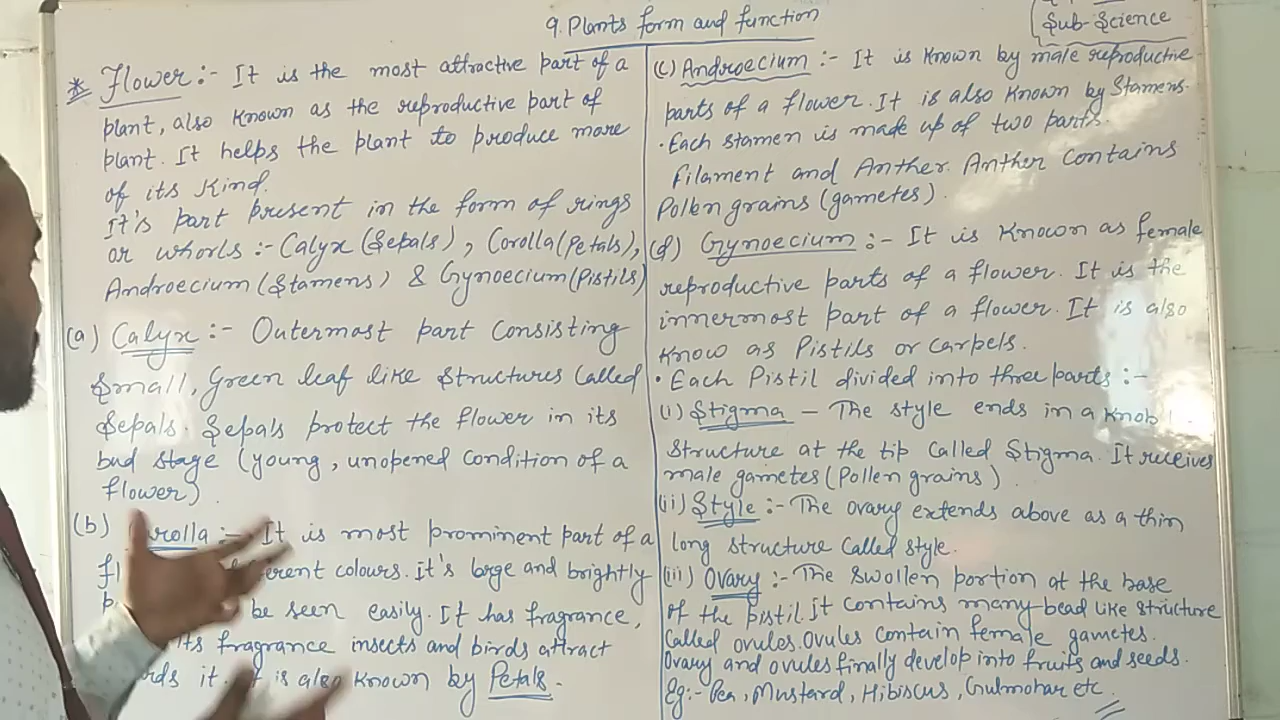 9. Plants form and function
Sub-Science
* Flower:- It is the most attractive part of a
plant, also known as the reproductive part of
plant. It helps the plant to produce more
of its kind.
It's part present in the form of rings
or whorls :- Calyx (Sepals), Corolla (Petals),
Androecium (Stamens) & Gynoecium (Pistils)
(a) Calyx :- Outermost part consisting
Small, Green leaf like structures called
Sepals. Sepals protect the flower in its
bud stage (young, unopened condition of a
flower).
(b) rolla :- It is most prominent part of a
fl erent colours. It's large and brightly
be seen easily. It has fragrance,
its fragrance insects and birds attract
rds it. It is also known by Petals.
(c) Androecium :- It is known by male reproductive
parts of a flower. It is also known by Stamens.
• Each stamen is made up of two parts.
Filament and Anther. Anther contains
Pollen grains (gametes).
(d) Gynoecium :- It is known as female
reproductive parts of a flower. It is the
innermost part of a flower. It is also
know as Pistils or carpels.
• Each Pistil divided into three parts :-
(i) Stigma - The style ends in a knob
structure at the tip called Stigma. It receives
male gametes (Pollen grains).
(ii) Style :- The ovary extends above as a thin
long structure called style.
(iii) Ovary :- The swollen portion at the base
of the pistil. It contains many bead like structure
called ovules. Ovules contain female gametes.
Ovary and ovules finally develop into fruits and seeds.
Eg:- Pea, Mustard, Hibiscus, Gulmohar etc.